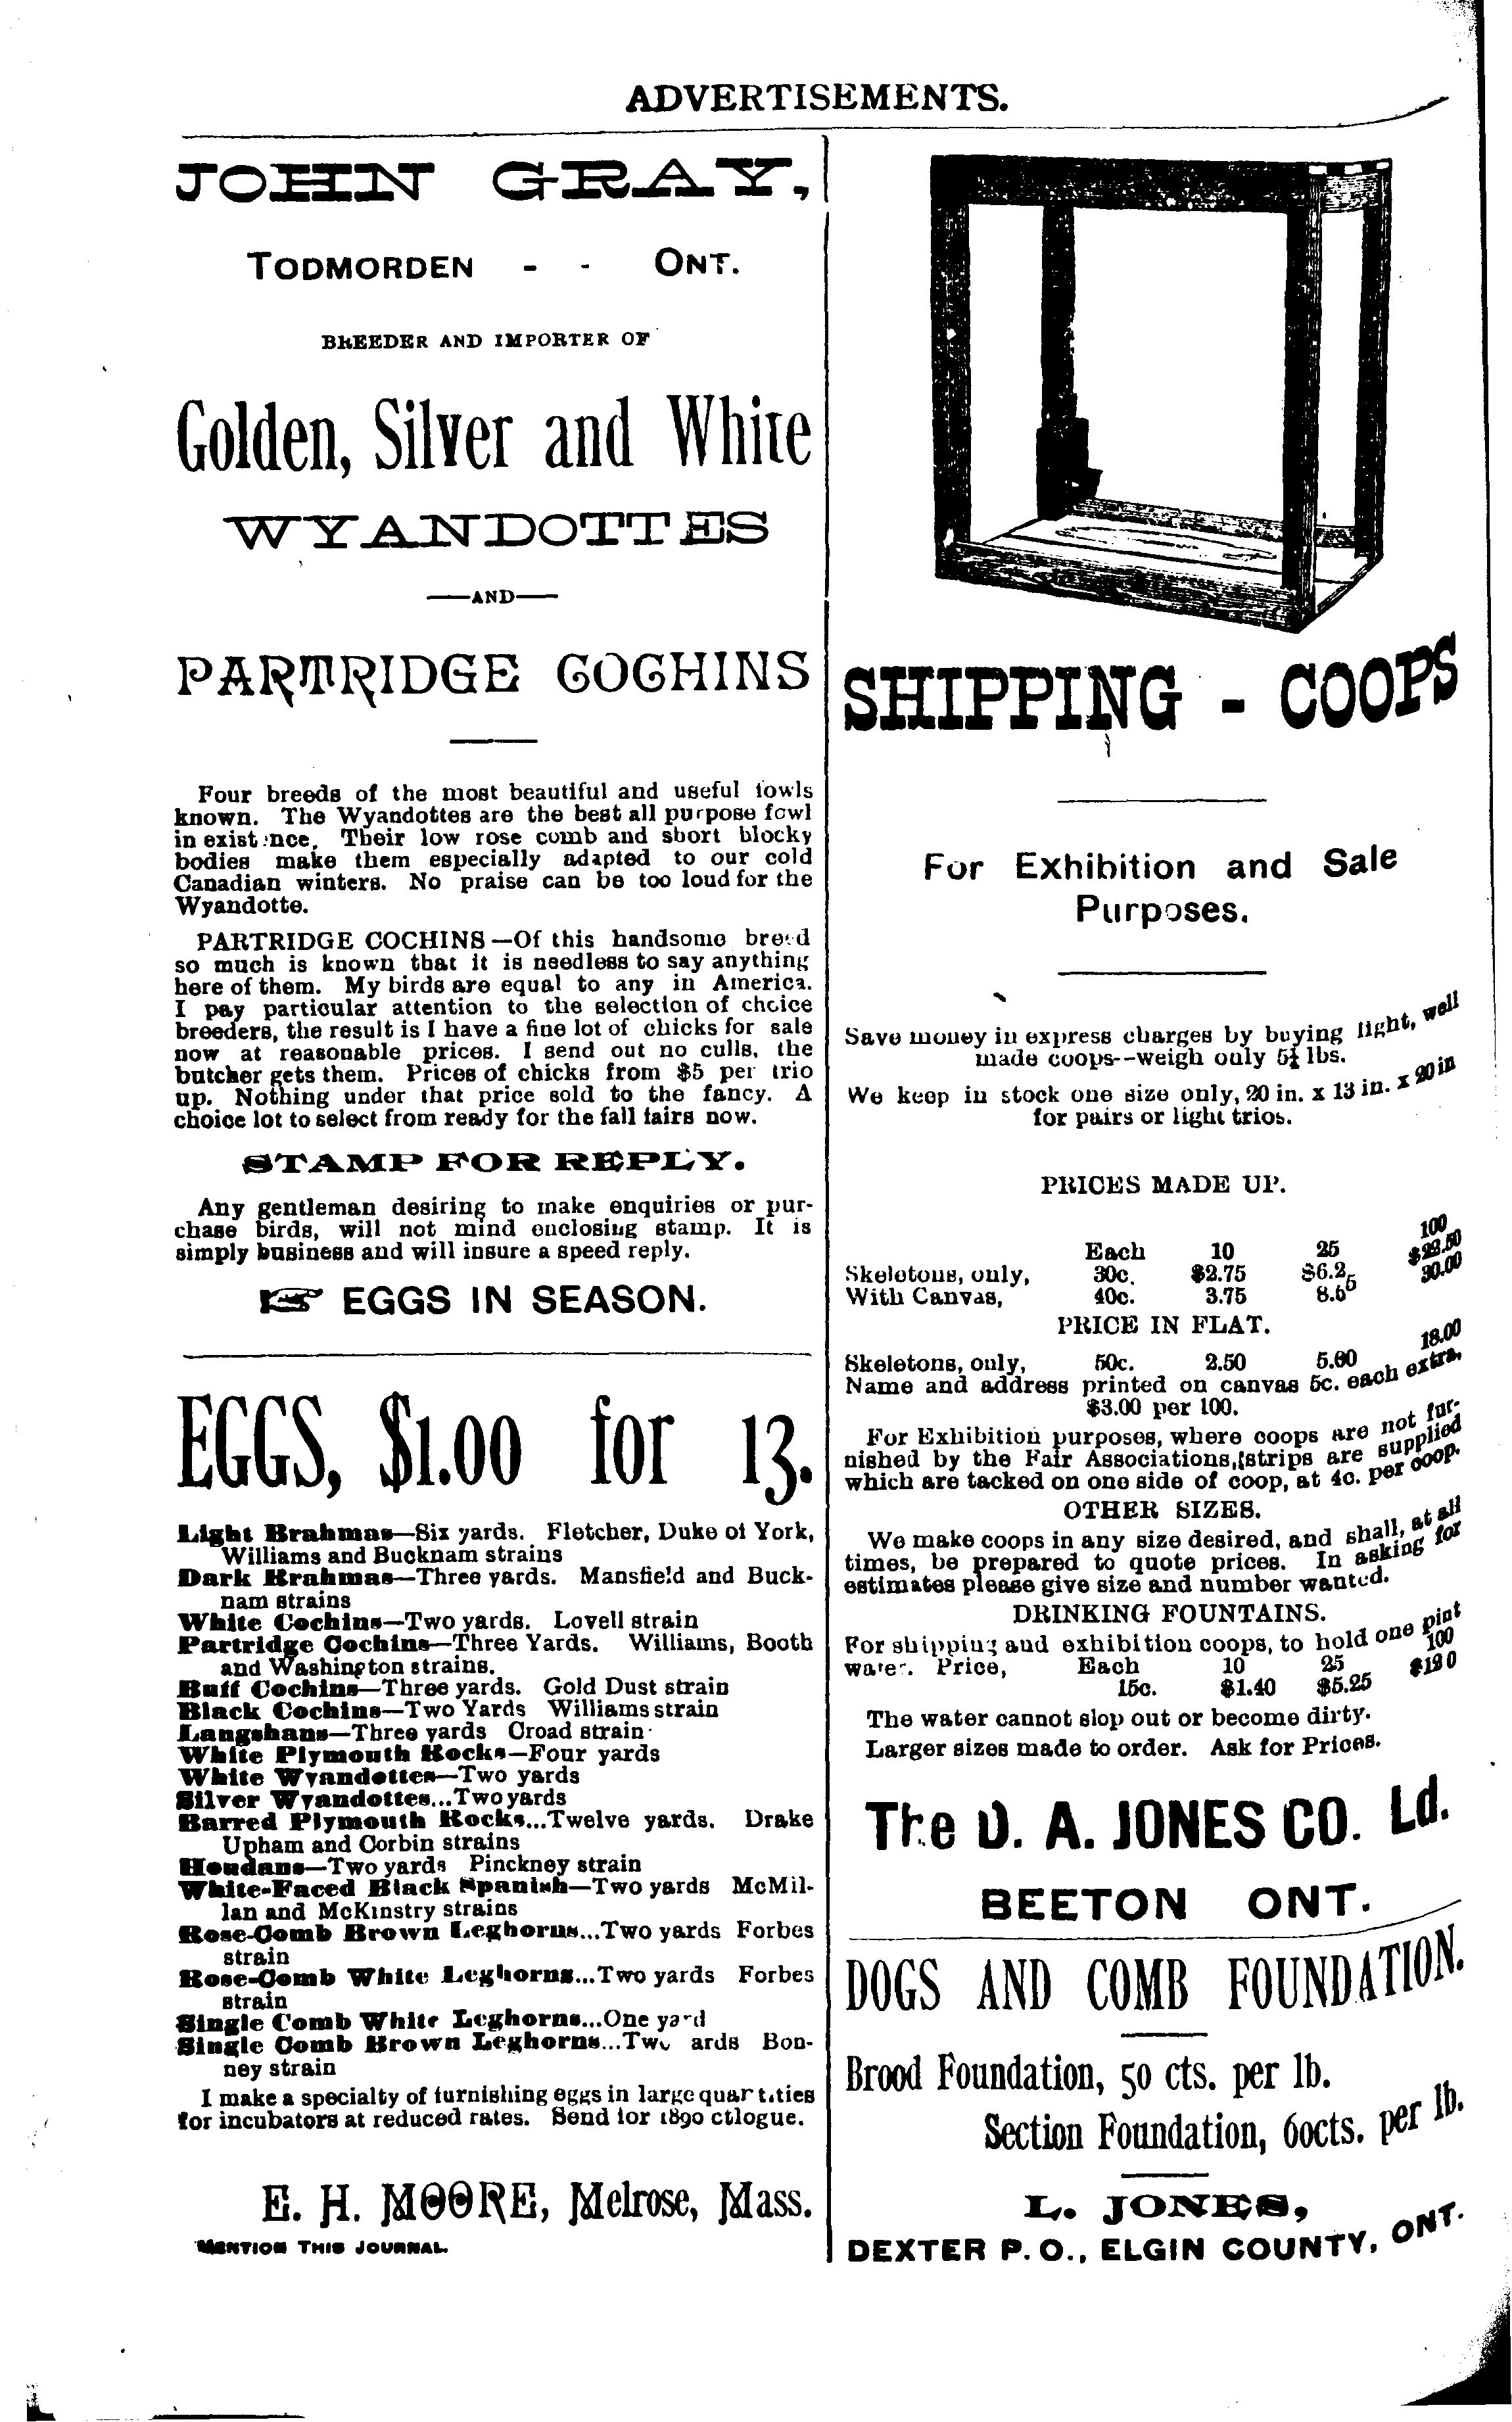 ADVERTISEMENTS.
JOHN GRAY,
TODMORDEN - - ONT.
BREEDER AND IMPORTER OF
Golden, Silver and White
WYANDOTTES
—AND—
PARTRIDGE COCHINS
Four breeds of the most beautiful and useful fowls
known. The Wyandottes are the best all purpose fowl
in existence. Their low rose comb and short blocky
bodies make them especially adapted to our cold
Canadian winters. No praise can be too loud for the
Wyandotte.
PARTRIDGE COCHINS—Of this handsome breed
so much is known that it is needless to say anything
here of them. My birds are equal to any in America.
I pay particular attention to the selection of choice
breeders, the result is I have a fine lot of chicks for sale
now at reasonable prices. I send out no culls, the
butcher gets them. Prices of chicks from $5 per trio
up. Nothing under that price sold to the fancy. A
choice lot to select from ready for the fall fairs now.
STAMP FOR REPLY.
Any gentleman desiring to make enquiries or pur-
chase birds, will not mind enclosing stamp. It is
simply business and will insure a speed reply.
☞ EGGS IN SEASON.
EGGS, $1.00 for 13.
Light Brahmas—Six yards. Fletcher, Duke of York,
Williams and Bucknam strains
Dark Brahmas—Three yards. Mansfield and Buck-
nam strains
White Cochins—Two yards. Lovell strain
Partridge Cochins—Three Yards. Williams, Booth
and Washington strains.
Buff Cochins—Three yards. Gold Dust strain
Black Cochins—Two Yards Williams strain
Langshans—Three yards Croad strain
White Plymouth Rocks—Four yards
White Wyandottes—Two yards
Silver Wyandottes...Two yards
Barred Plymouth Rocks...Twelve yards. Drake
Upham and Corbin strains
Houdans—Two yards Pinckney strain
White-Faced Black Spanish—Two yards McMil-
lan and McKinstry strains
Rose-Comb Brown Leghorns...Two yards Forbes
strain
Rose-Comb White Leghorns...Two yards Forbes
strain
Single Comb White Leghorns...One yard
Single Comb Brown Leghorns...Two ards Bon-
ney strain
I make a specialty of furnishing eggs in large quantities
for incubators at reduced rates. Send for 1890 ctlogue.
E. H. MOORE, Melrose, Mass.
MENTION THIS JOURNAL.
SHIPPING - COOPS
For Exhibition and Sale
Purposes.
Save money in express charges by buying light, well
made coops--weigh only 5½ lbs.
We keep in stock one size only, 20 in. x 13 in. x 20 in
for pairs or light trios.
PRICES MADE UP.
Each 10 25 100
Skeletons, only, 30c. $2.75 $6.25 $22.50
With Canvas, 40c. 3.75 8.50 30.00
PRICE IN FLAT.
Skeletons, only, 50c. 2.50 5.60 18.00
Name and address printed on canvas 5c. each extra,
$3.00 per 100.
For Exhibition purposes, where coops are not fur-
nished by the Fair Associations, strips are supplied
which are tacked on one side of coop, at 4c. per coop.
OTHER SIZES.
We make coops in any size desired, and shall, at all
times, be prepared to quote prices. In asking for
estimates please give size and number wanted.
DRINKING FOUNTAINS.
For shipping and exhibition coops, to hold one pint
water. Price, Each 10 25 100
15c. $1.40 $5.25
The water cannot slop out or become dirty.
Larger sizes made to order. Ask for Prices.
The D. A. JONES CO. Ld.
BEETON ONT.
DOGS AND COMB FOUNDATION.
Brood Foundation, 50 cts. per lb.
Section Foundation, 60cts. per lb.
L. JONES,
DEXTER P. O., ELGIN COUNTY, ONT.